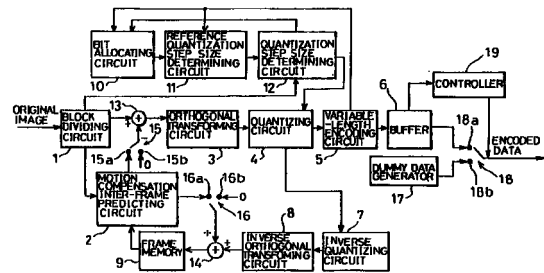 BIT
ALLOCATING
CIRCUIT
10
REFERENCE
QUANTIZATION
STEP SIZE
DETERMINING
CIRCUIT
11
QUANTIZATION
STEP SIZE
DETERMINING
CIRCUIT
12
19
CONTROLLER
ORIGINAL
IMAGE
BLOCK
DIVIDING
CIRCUIT
1
13
+
-
15
15a
15b
0
ORTHOGONAL
TRANSFORMING
CIRCUIT
3
QUANTIZING
CIRCUIT
4
VARIABLE
-LENGTH
ENCODING
CIRCUIT
5
6
BUFFER
18a
ENCODED
DATA
18
18b
DUMMY DATA
GENERATOR
17
MOTION
COMPENSATION
INTER-FRAME
PREDICTING
CIRCUIT
2
16a
16b
0
16
+
+
14
FRAME
MEMORY
9
8
INVERSE
ORTHOGONAL
TRANSFOMING
CIRCUIT
7
INVERSE
QUANTIZING
CIRCUIT